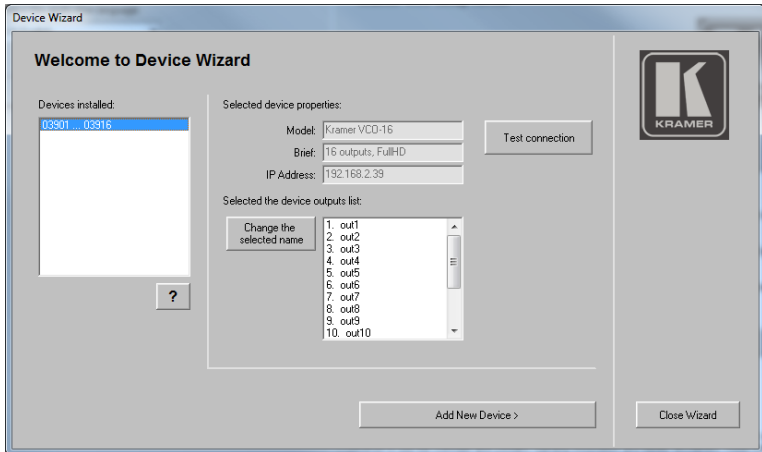 Device Wizard
Welcome to Device Wizard
Devices installed:
03901 ... 03916
?
Selected device properties:
Model: Kramer VCO-16
Brief: 16 outputs, FullHD
IP Address: 192.168.2.39
Test connection
Selected the device outputs list:
Change the
selected name
1. out1
2. out2
3. out3
4. out4
5. out5
6. out6
7. out7
8. out8
9. out9
10. out10
Add New Device >
K
KRAMER
Close Wizard